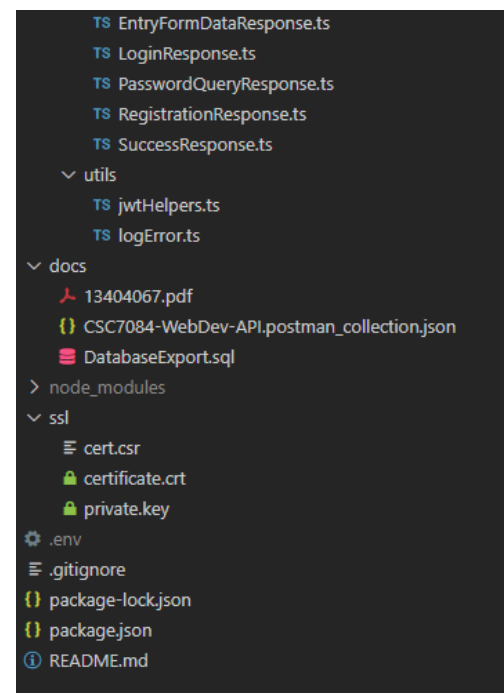 TS EntryFormDataResponse.ts
TS LoginResponse.ts
TS PasswordQueryResponse.ts
TS RegistrationResponse.ts
TS SuccessResponse.ts
utils
TS jwtHelpers.ts
TS logError.ts
docs
13404067.pdf
{} CSC7084-WebDev-API.postman_collection.json
DatabaseExport.sql
node_modules
ssl
cert.csr
certificate.crt
private.key
.env
.gitignore
{} package-lock.json
{} package.json
README.md